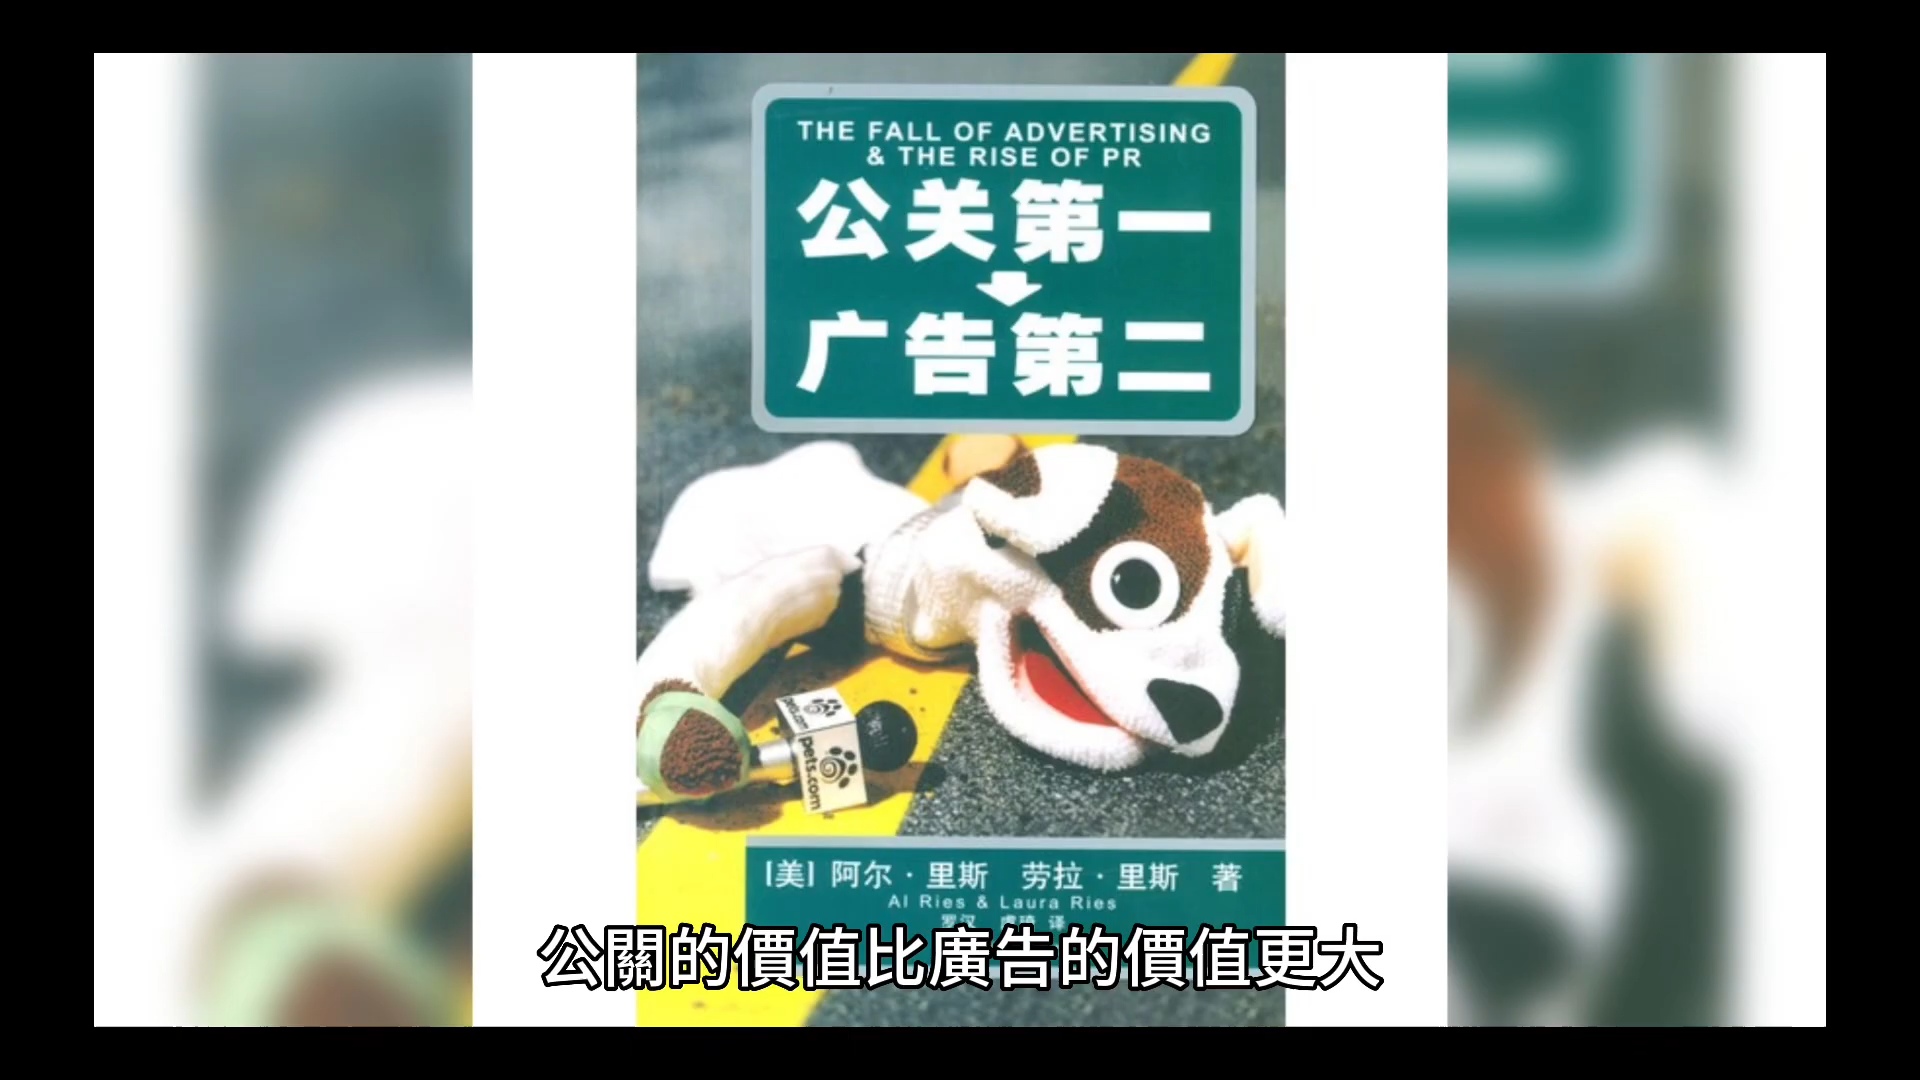 THE FALL OF ADVERTISING
& THE RISE OF PR
公关第一
广告第二
pets.com
pets.com
[美] 阿尔·里斯 劳拉·里斯 著
Al Ries & Laura Ries
公關的價值比廣告的價值更大